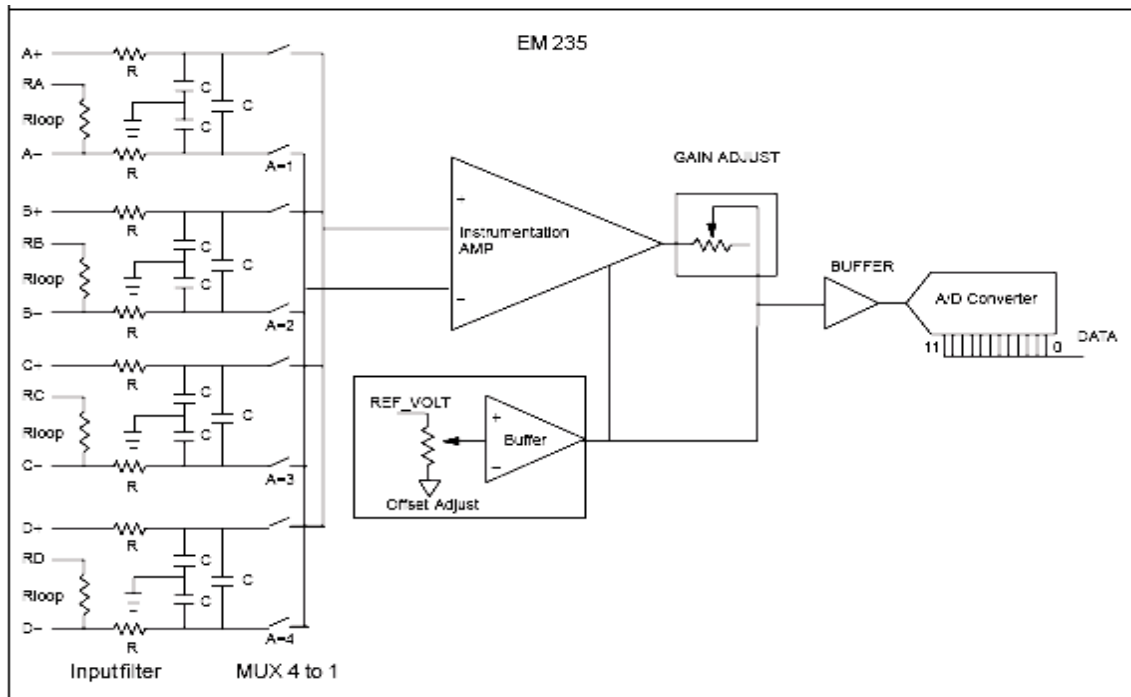 EM 235
A+
R
RA
C
C
Rloop
C
A–
R
A=1
B+
R
RB
C
C
Rloop
C
B–
R
A=2
C+
R
RC
C
C
Rloop
C
C–
R
A=3
D+
R
RD
C
C
Rloop
C
D–
R
A=4
Input filter
MUX 4 to 1
+
Instrumentation
AMP
–
GAIN ADJUST
BUFFER
A/D Converter
11
0
DATA
REF_VOLT
+
Buffer
–
Offset Adjust